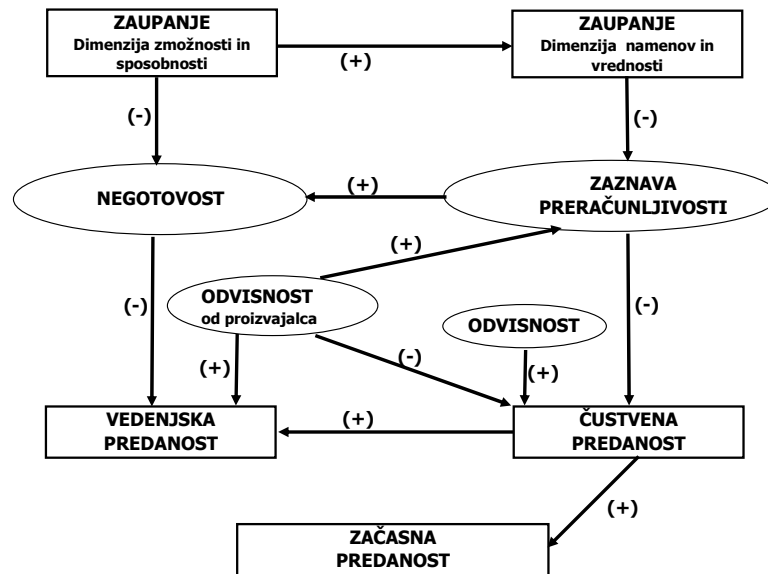 ZAUPANJE
Dimenzija zmožnosti in
sposobnosti
(+)
ZAUPANJE
Dimenzija namenov in
vrednosti
(-)
(-)
NEGOTOVOST
(+)
ZAZNAVA
PRERAČUNLJIVOSTI
(+)
(-)
ODVISNOST
od proizvajalca
(-)
ODVISNOST
(+)
(-)
(+)
VEDENJSKA
PREDANOST
(+)
ČUSTVENA
PREDANOST
(+)
ZAČASNA
PREDANOST